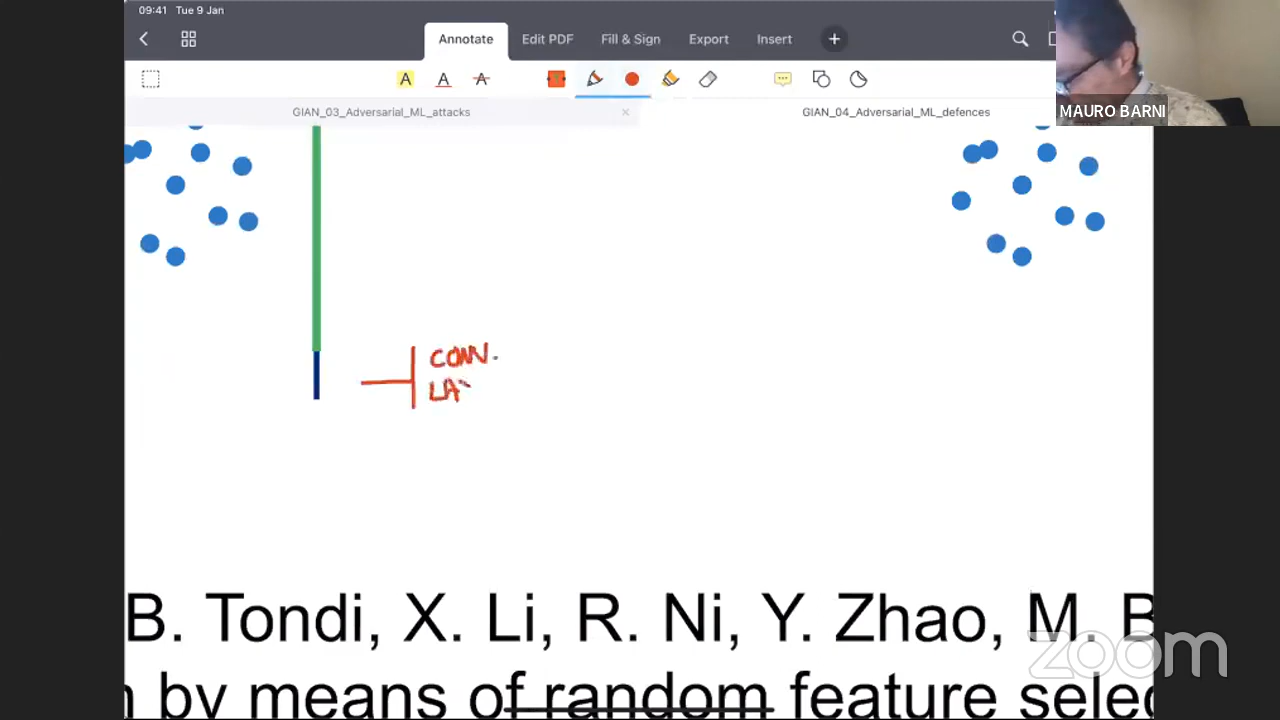 09:41 Tue 9 Jan
Annotate Edit PDF Fill & Sign Export Insert
A A A
GIAN_03_Adversarial_ML_attacks GIAN_04_Adversarial_ML_defences
MAURO BARNI
CONV.
LAY
B. Tondi, X. Li, R. Ni, Y. Zhao, M. B
n by means of random feature selec
zoom